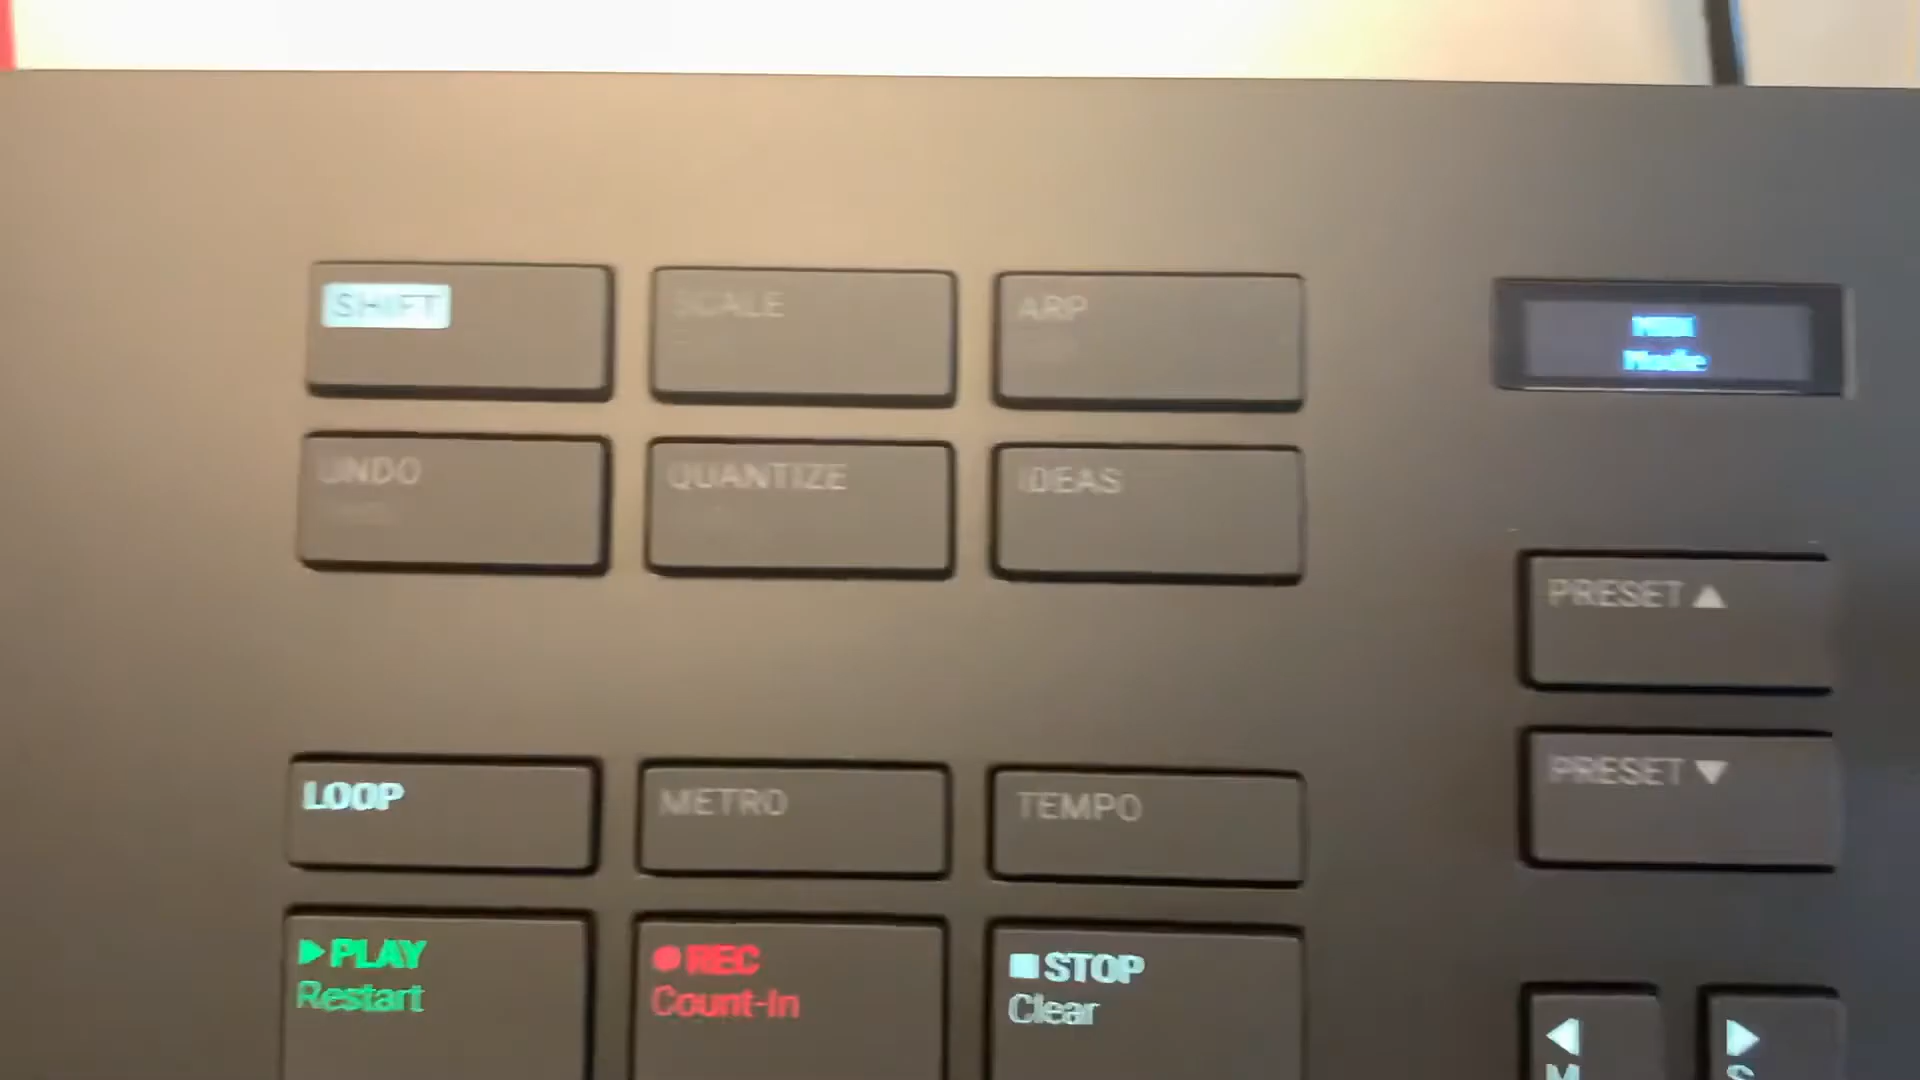 SHIFT
SCALE
ARP
MIDI
Mode
UNDO
QUANTIZE
IDEAS
PRESET ▲
PRESET ▼
LOOP
METRO
TEMPO
▶PLAY
Restart
●REC
Count-In
■STOP
Clear
◀
M
▶
S